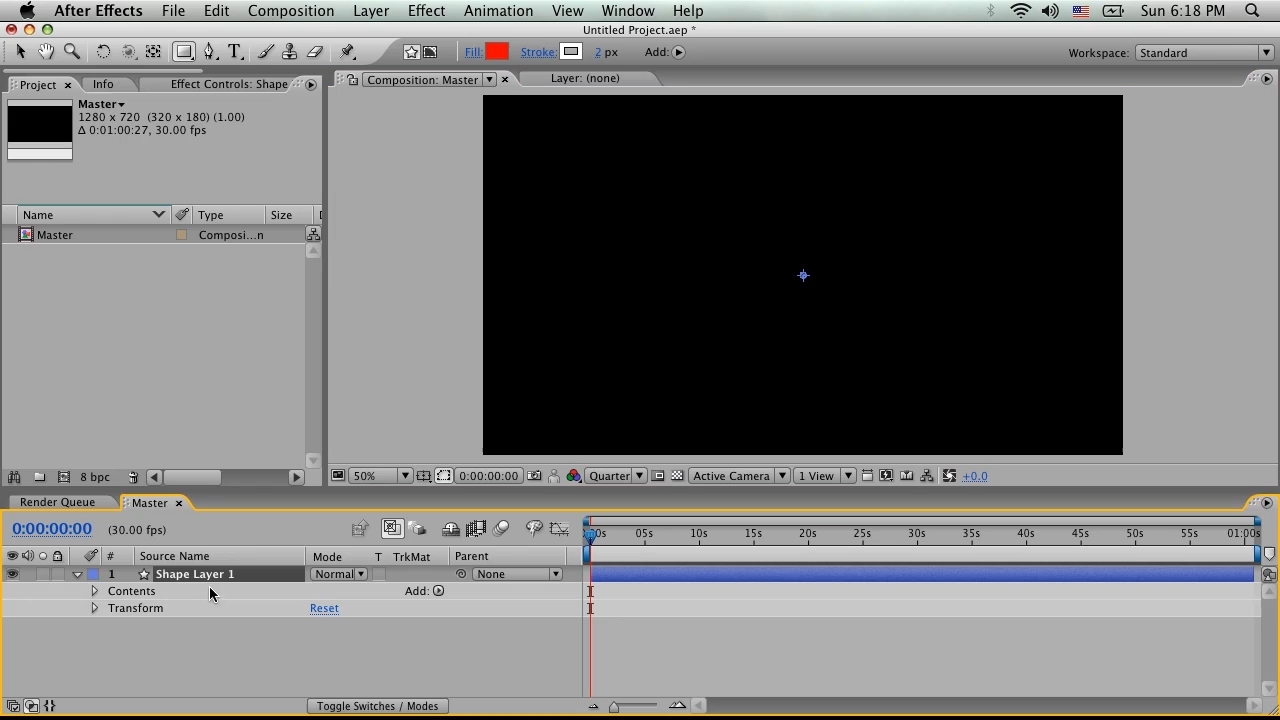 After Effects File Edit Composition Layer Effect Animation View Window Help Sun 6:18 PM
Untitled Project.aep *
Fill: Stroke: 2 px Add: Workspace: Standard
Project Info Effect Controls: Shape Composition: Master Layer: (none)
Master
1280 x 720 (320 x 180) (1.00)
Δ 0:01:00:27, 30.00 fps
Name Type Size
Master Composi...n
8 bpc 50% 0:00:00:00 Quarter Active Camera 1 View +0.0
Render Queue Master
0:00:00:00 (30.00 fps) 05s 10s 15s 20s 25s 30s 35s 40s 45s 50s 55s 01:00s
# Source Name Mode T TrkMat Parent
1 Shape Layer 1 Normal None
Contents Add:
Transform Reset
Toggle Switches / Modes